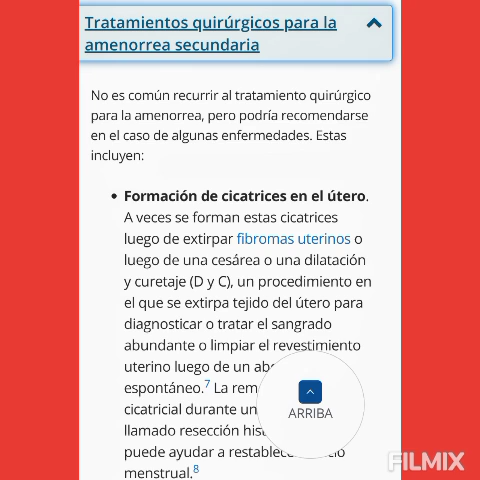 Tratamientos quirúrgicos para la
amenorrea secundaria
No es común recurrir al tratamiento quirúrgico
para la amenorrea, pero podría recomendarse
en el caso de algunas enfermedades. Estas
incluyen:
• Formación de cicatrices en el útero.
A veces se forman estas cicatrices
luego de extirpar fibromas uterinos o
luego de una cesárea o una dilatación
y curetaje (D y C), un procedimiento en
el que se extirpa tejido del útero para
diagnosticar o tratar el sangrado
abundante o limpiar el revestimiento
uterino luego de un
espontáneo.7 La
cicatricial durante un
llamado resección
puede ayudar a
menstrual.8
ARRIBA
FILMIX